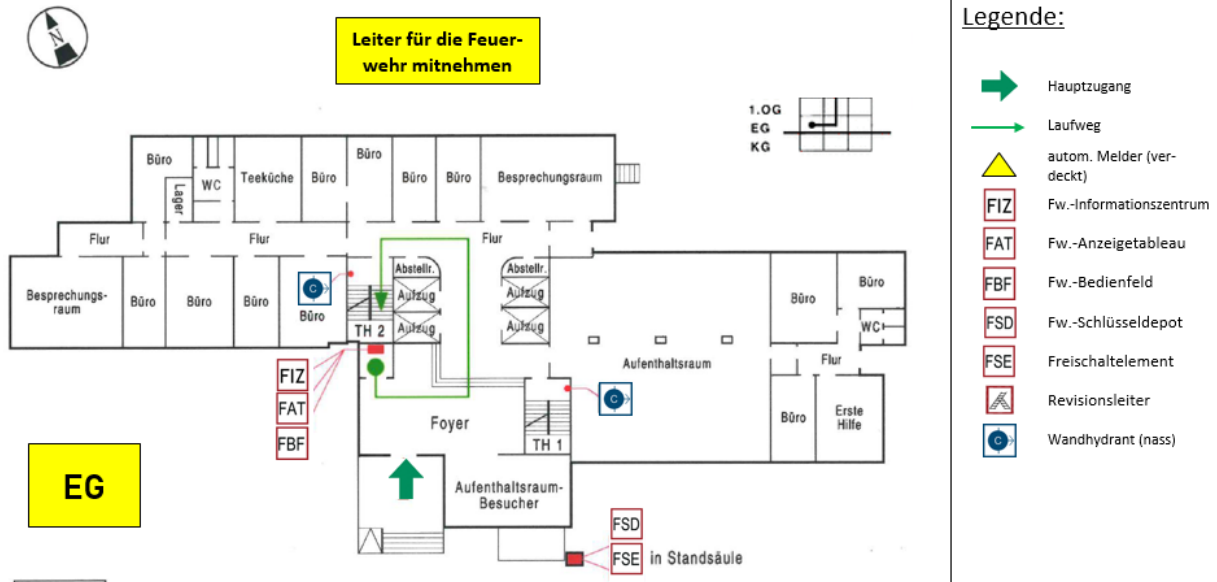 N
Leiter für die Feuer-
wehr mitnehmen
1.OG
EG
KG
Büro
Lager
WC
Teeküche
Büro
Büro
Büro
Büro
Besprechungsraum
Flur
Flur
Flur
Besprechungs-
raum
Büro
Büro
Büro
Büro
C
TH 2
Abstellr.
Aufzug
Aufzug
Abstellr.
Aufzug
Aufzug
Aufenthaltsraum
Büro
Büro
WC
Flur
Büro
Erste
Hilfe
FIZ
FAT
FBF
Foyer
TH 1
C
Aufenthaltsraum-
Besucher
EG
FSD
FSE in Standsäule
Legende:
Hauptzugang
Laufweg
autom. Melder (ver-
deckt)
FIZ Fw.-Informationszentrum
FAT Fw.-Anzeigetableau
FBF Fw.-Bedienfeld
FSD Fw.-Schlüsseldepot
FSE Freischaltelement
Revisionsleiter
C Wandhydrant (nass)